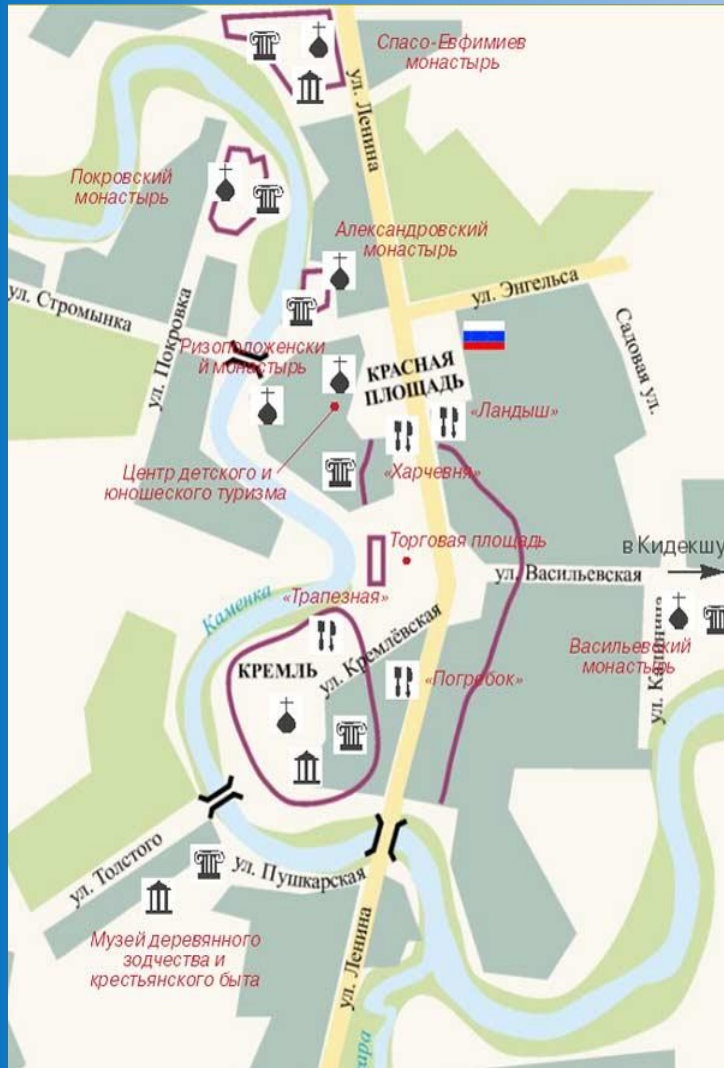 Спасо-Евфимиев
монастырь
ул. Ленина
Покровский
монастырь
Александровский
монастырь
ул. Энгельса
ул. Стромынка
ул. Покровка
Садовая ул.
Ризоположенски
й монастырь
КРАСНАЯ
ПЛОЩАДЬ
«Ландыш»
«Харчевня»
Центр детского и
юношеского туризма
Торговая площадь
в Кидекшу
ул. Васильевская
Каменка
«Трапезная»
ул. Кремлёвская
КРЕМЛЬ
Васильевский
монастырь
ул. Калинина
«Погребок»
ул. Толстого
ул. Пушкарская
Музей деревянного
зодчества и
крестьянского быта
ул. Ленина